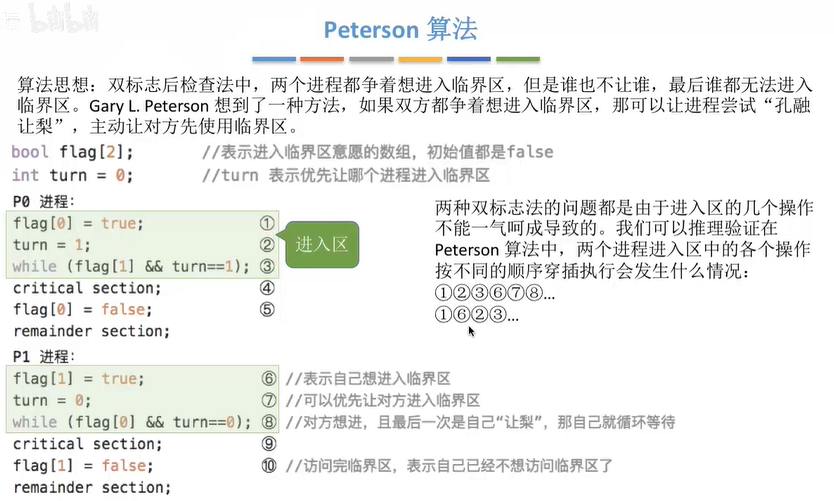 bilibili
Peterson 算法
算法思想：双标志后检查法中，两个进程都争着想进入临界区，但是谁也不让谁，最后谁都无法进入
临界区。Gary L. Peterson 想到了一种方法，如果双方都争着想进入临界区，那可以让进程尝试“孔融
让梨”，主动让对方先使用临界区。
bool flag[2]; //表示进入临界区意愿的数组，初始值都是false
int turn = 0; //turn 表示优先让哪个进程进入临界区
P0 进程：
flag[0] = true; ①
turn = 1; ②
while (flag[1] && turn==1); ③
critical section; ④
flag[0] = false; ⑤
remainder section;
进入区
两种双标志法的问题都是由于进入区的几个操作
不能一气呵成导致的。我们可以推理验证在
Peterson 算法中，两个进程进入区中的各个操作
按不同的顺序穿插执行会发生什么情况：
①②③⑥⑦⑧...
①⑥②③...
P1 进程：
flag[1] = true; ⑥ //表示自己想进入临界区
turn = 0; ⑦ //可以优先让对方进入临界区
while (flag[0] && turn==0); ⑧ //对方想进，且最后一次是自己“让梨”，那自己就循环等待
critical section; ⑨
flag[1] = false; ⑩ //访问完临界区，表示自己已经不想访问临界区了
remainder section;